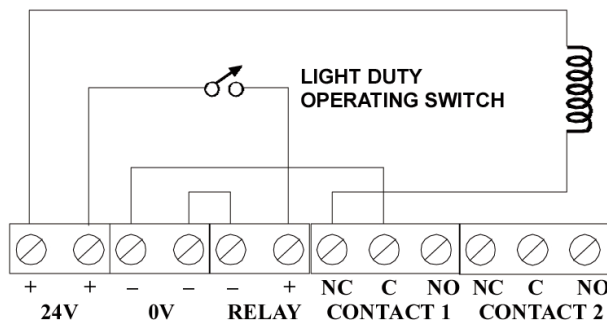 LIGHT DUTY
OPERATING SWITCH
+ + – – – + NC C NO NC C NO
24V 0V RELAY CONTACT 1 CONTACT 2